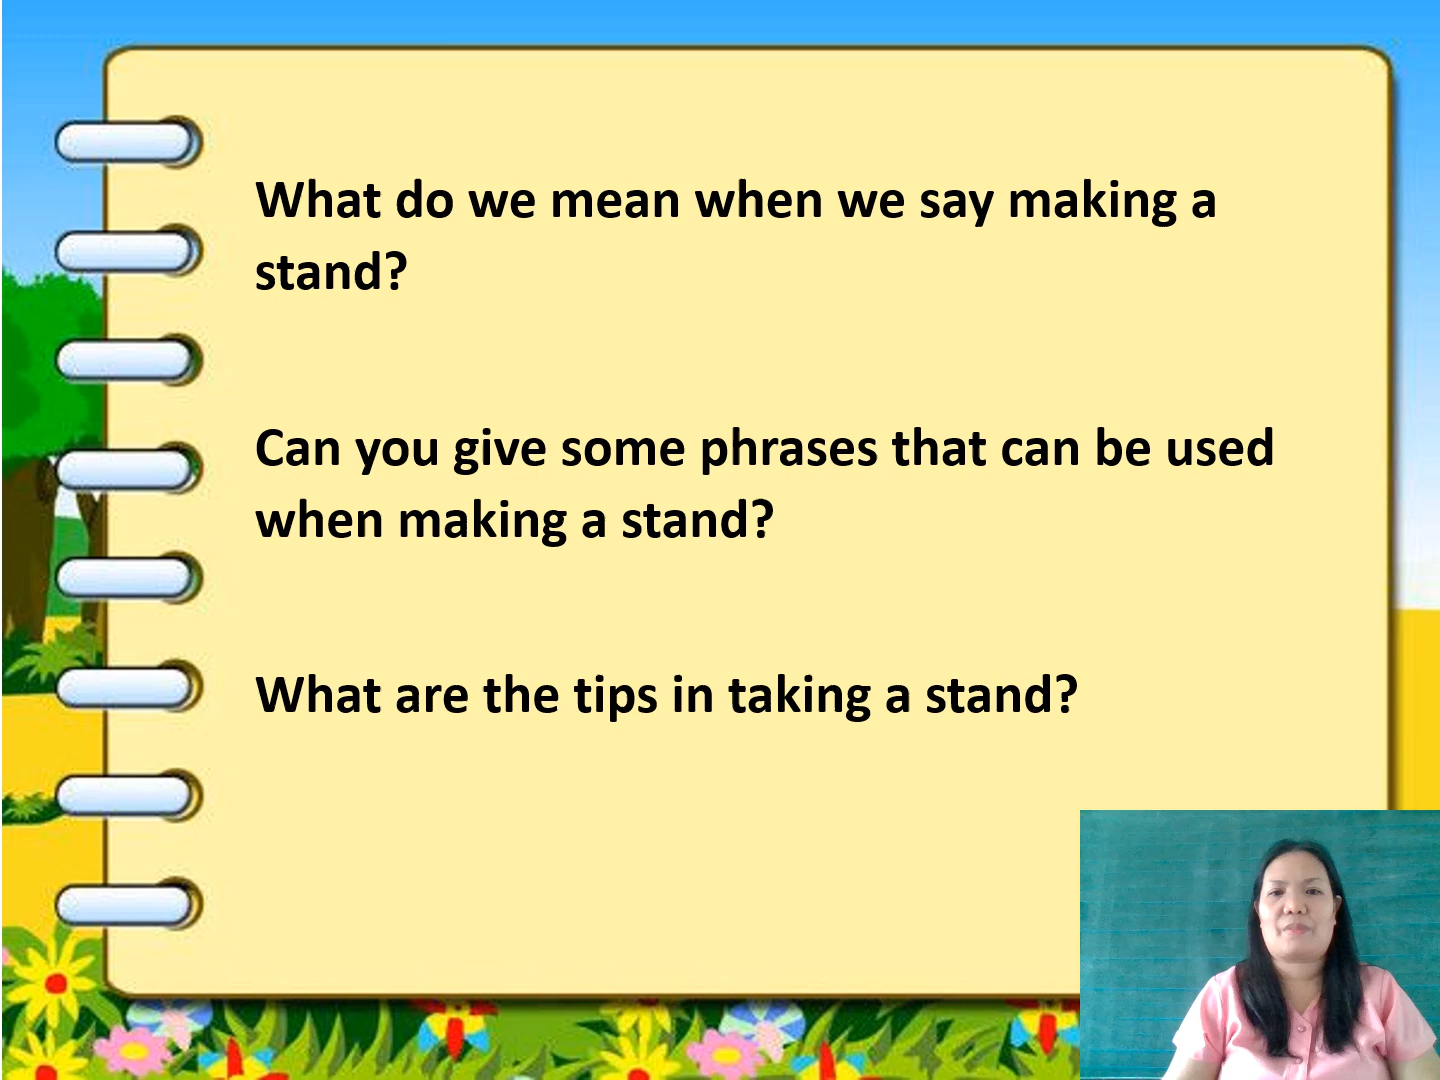 What do we mean when we say making a
stand?
Can you give some phrases that can be used
when making a stand?
What are the tips in taking a stand?